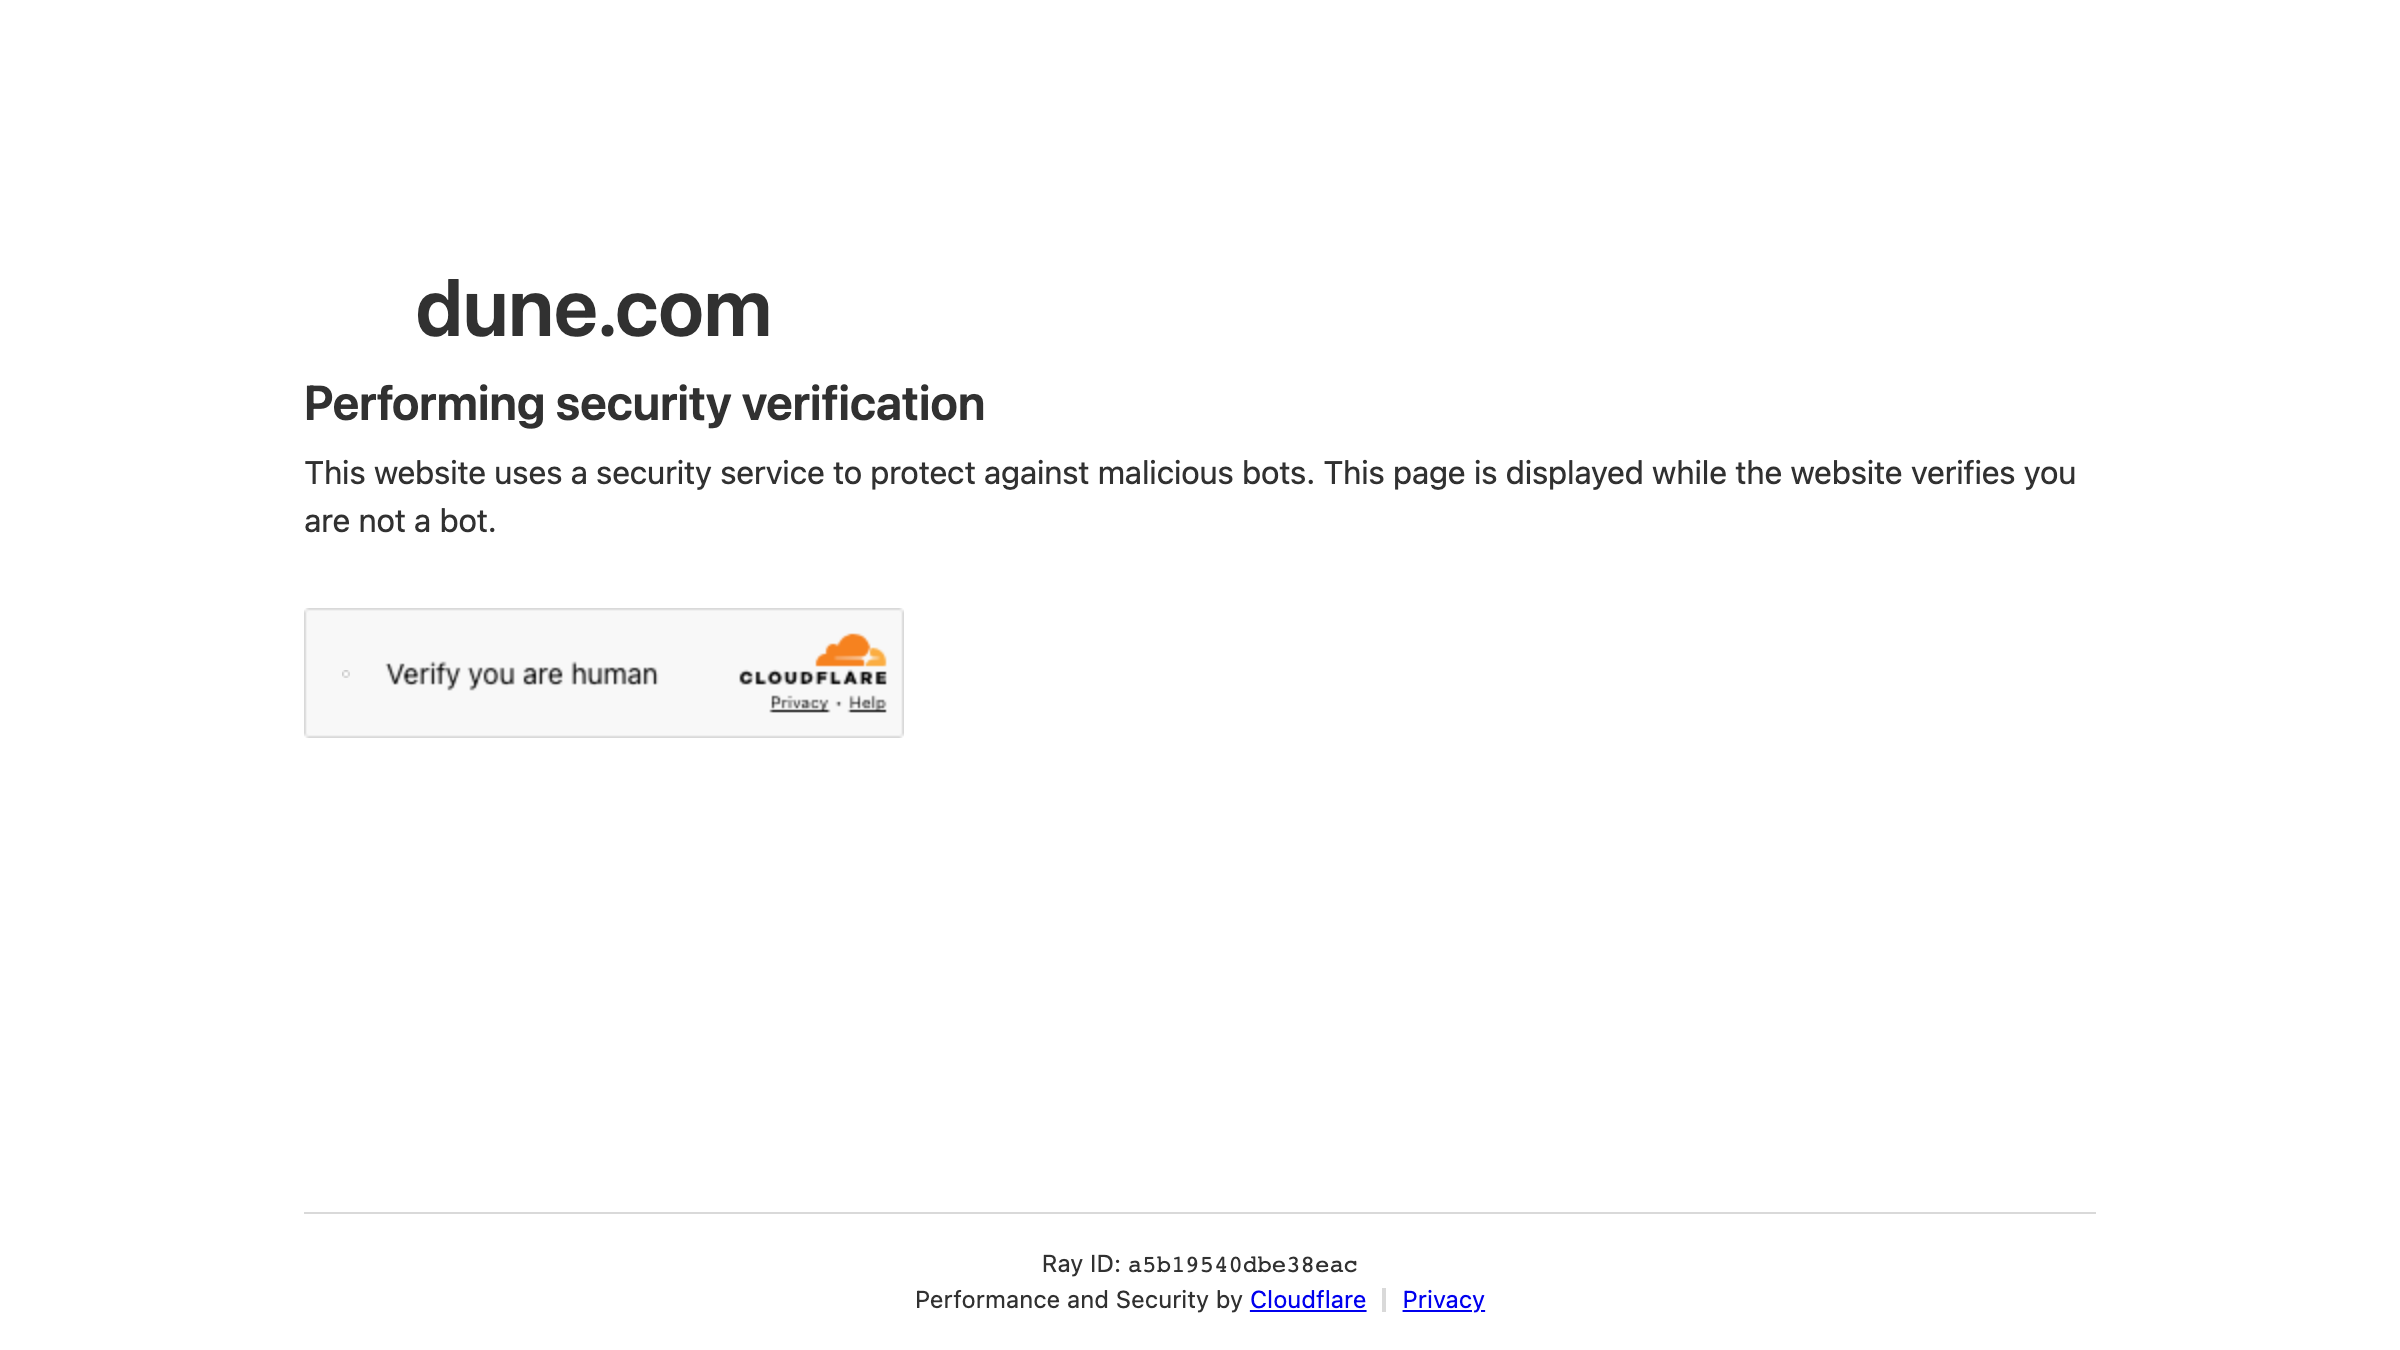 dune.com
Performing security verification
This website uses a security service to protect against malicious bots. This page is displayed while the website verifies you
are not a bot.
Verify you are human
CLOUDFLARE
Privacy • Help
Ray ID: a5b19540dbe38eac
Performance and Security by Cloudflare | Privacy